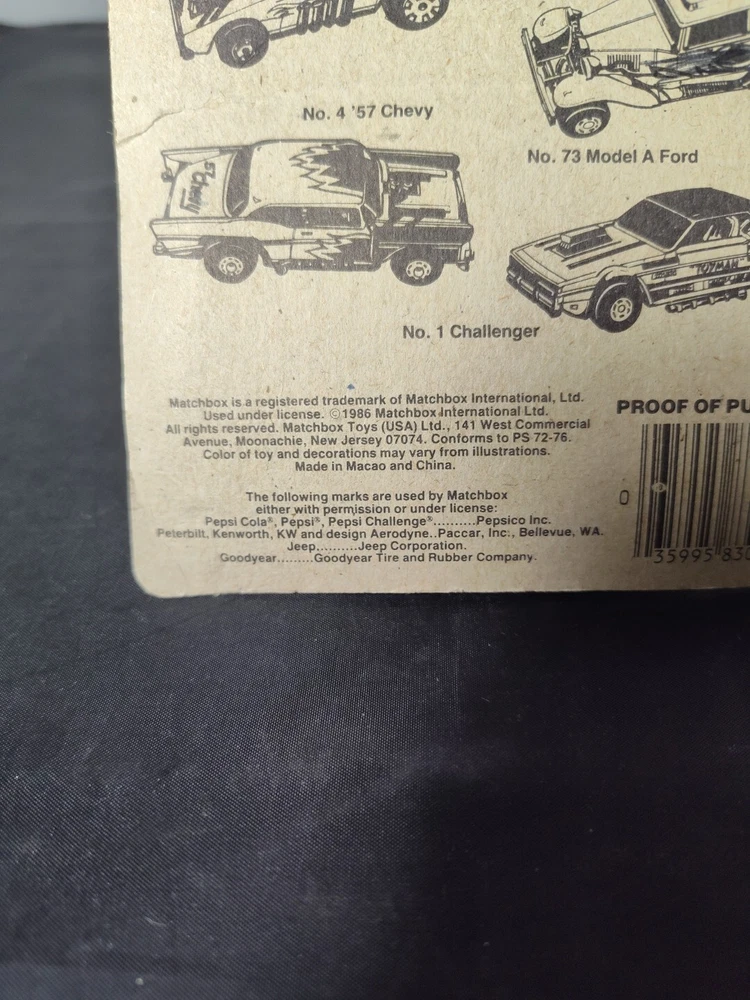 No. 4 '57 Chevy
No. 73 Model A Ford
57 Chevy
TOYMAN
No. 1 Challenger
Matchbox is a registered trademark of Matchbox International, Ltd.
Used under license. ©1986 Matchbox International Ltd.
All rights reserved. Matchbox Toys (USA) Ltd., 141 West Commercial
Avenue, Moonachie, New Jersey 07074. Conforms to PS 72-76.
Color of toy and decorations may vary from illustrations.
Made in Macao and China.
The following marks are used by Matchbox
either with permission or under license:
Pepsi Cola®, Pepsi®, Pepsi Challenge®..........Pepsico Inc.
Peterbilt, Kenworth, KW and design Aerodyne..Paccar, Inc., Bellevue, WA.
Jeep..........Jeep Corporation.
Goodyear.........Goodyear Tire and Rubber Company.
PROOF OF PU
0
35995 830